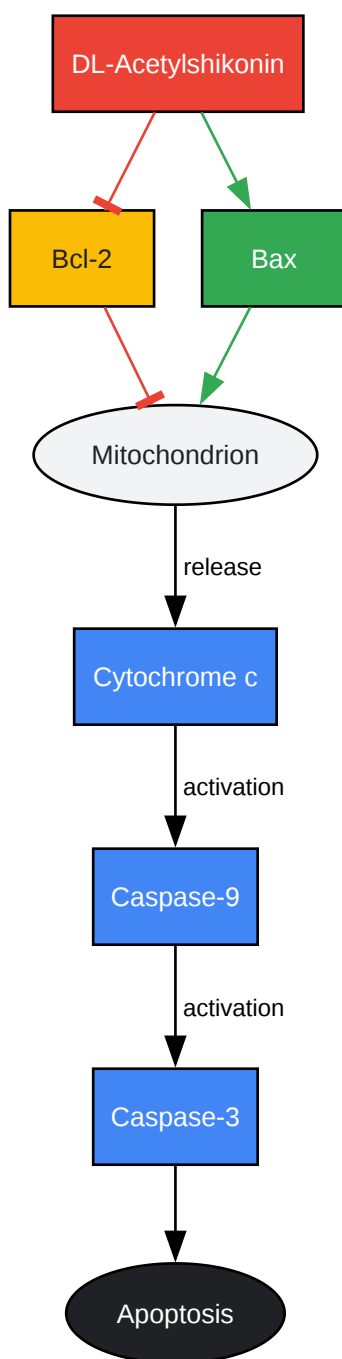 DL-Acetylshikonin
Bcl-2
Bax
Mitochondrion
release
Cytochrome c
activation
Caspase-9
activation
Caspase-3
Apoptosis